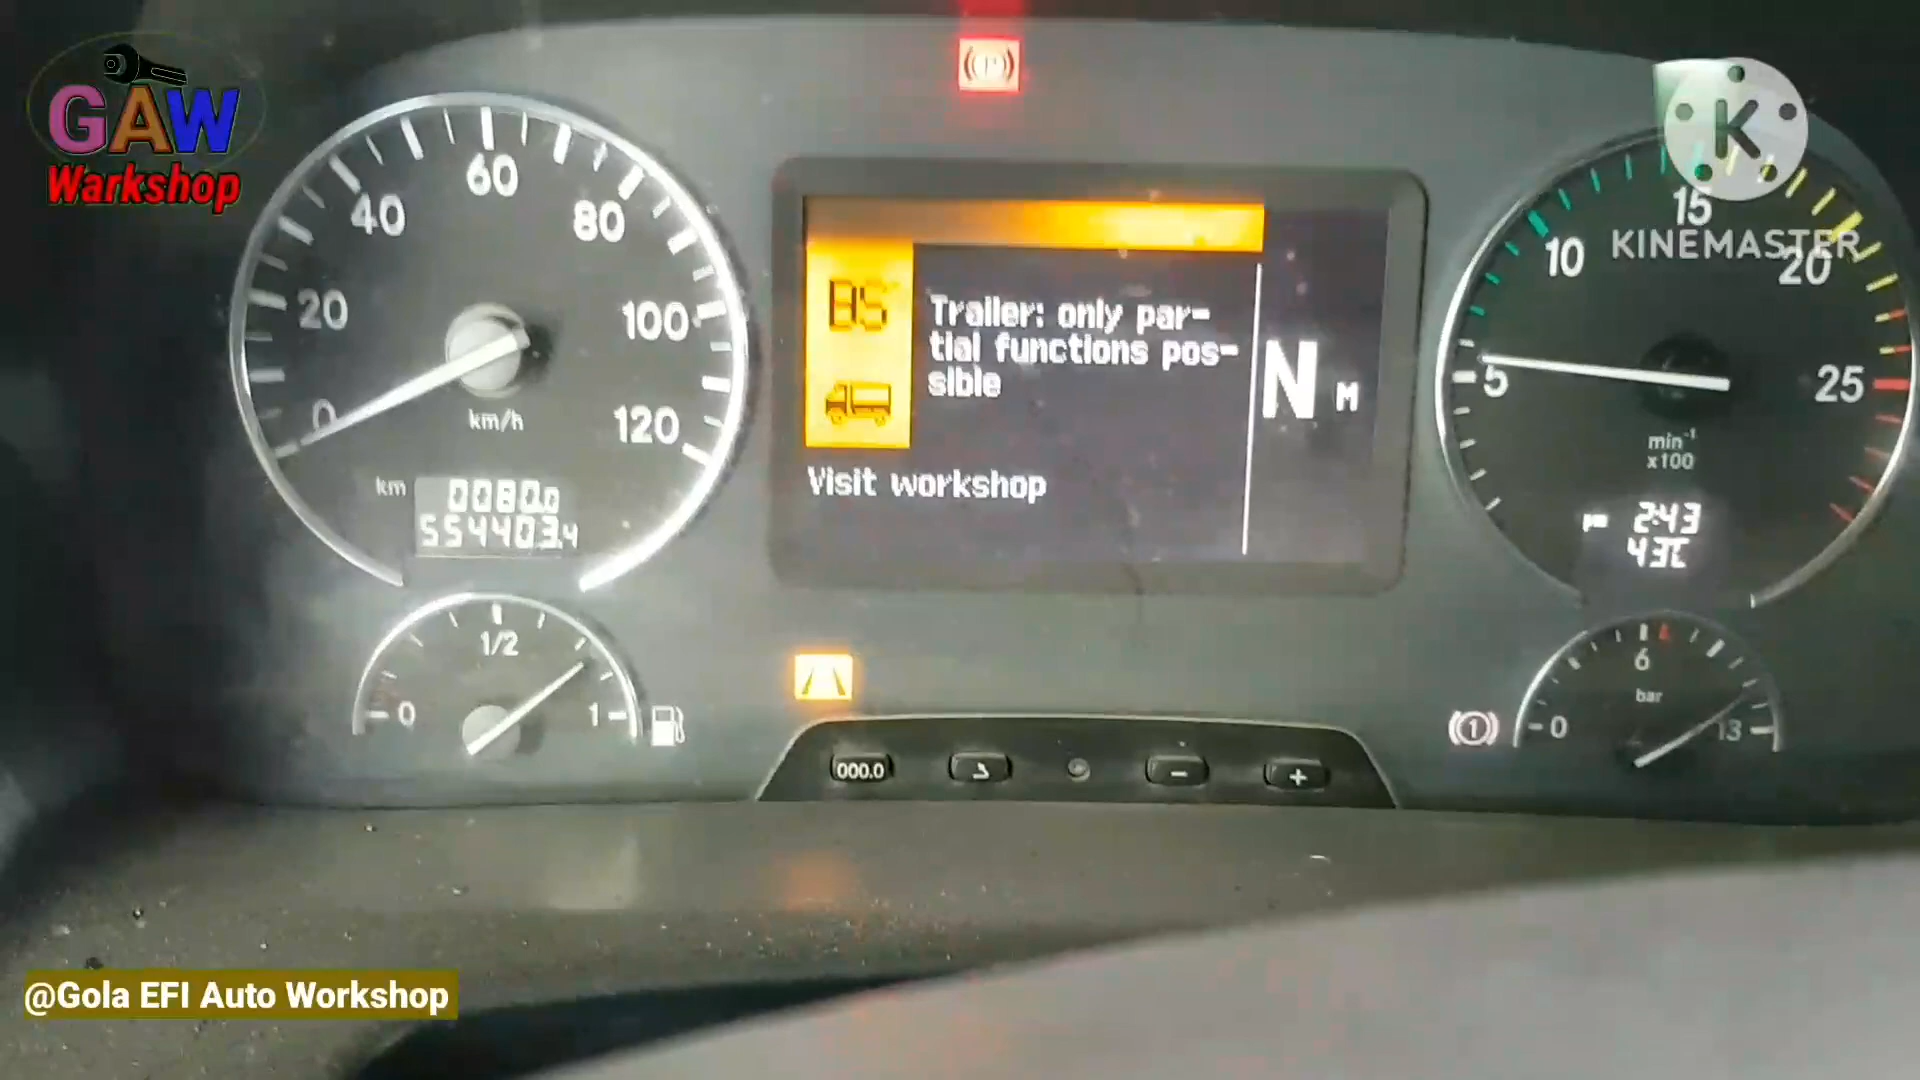 GAW
Warkshop
K
KINEMASTER
0
20
40
60
80
100
120
km/h
km
0080.0
554403.4
BS
Trailer: only par-
tial functions pos-
sible
Visit workshop
N M
5
10
15
20
25
min-1
x100
pm 2:43
43C
0
1/2
1
0
6
bar
13
000.0
-
+
@Gola EFI Auto Workshop